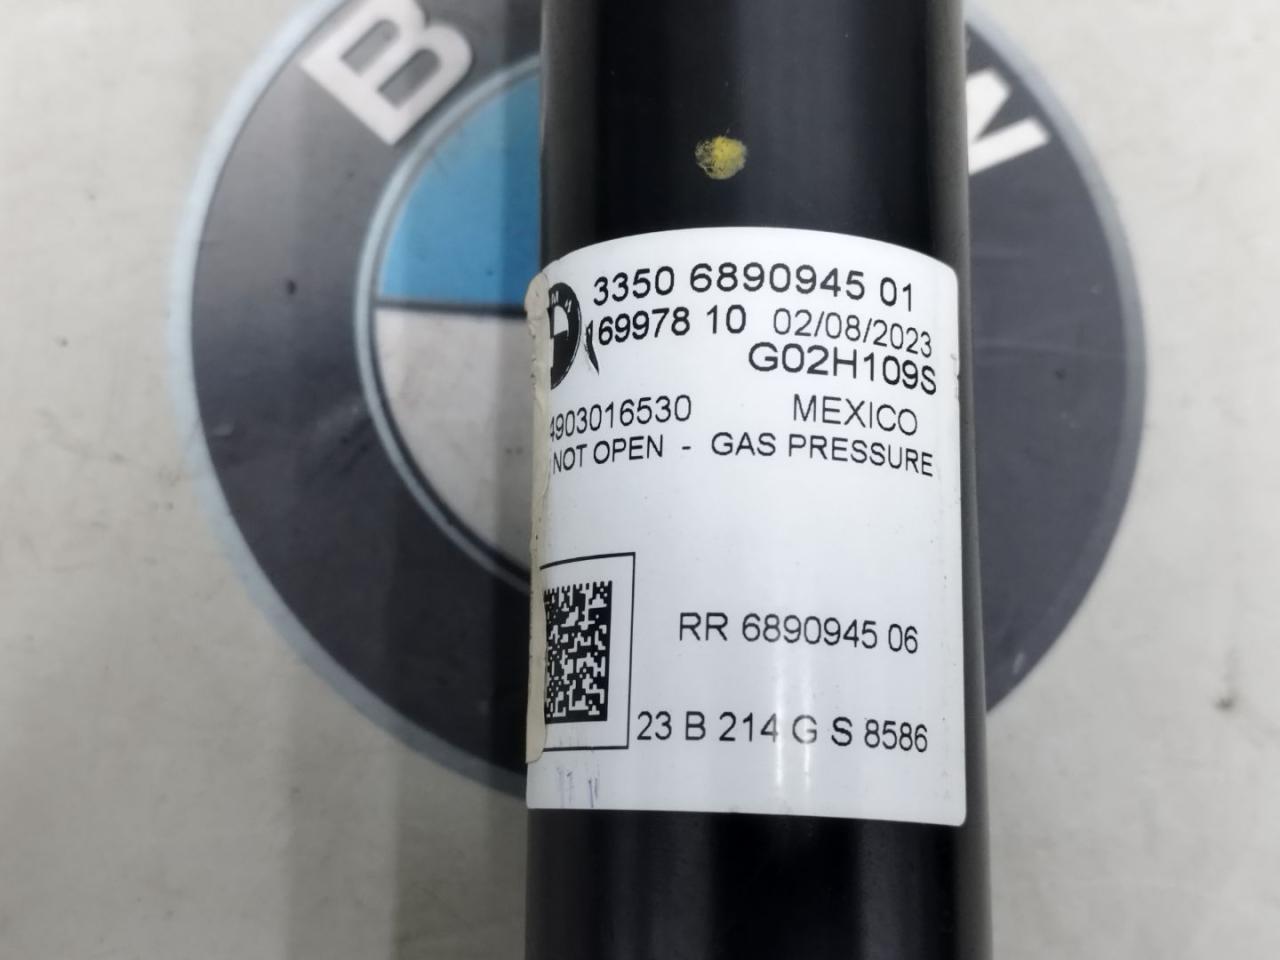 B W
3350 6890945 01
169978 10 02/08/2023
G02H109S
4903016530 MEXICO
NOT OPEN - GAS PRESSURE
RR 6890945 06
23 B 214 G S 8586